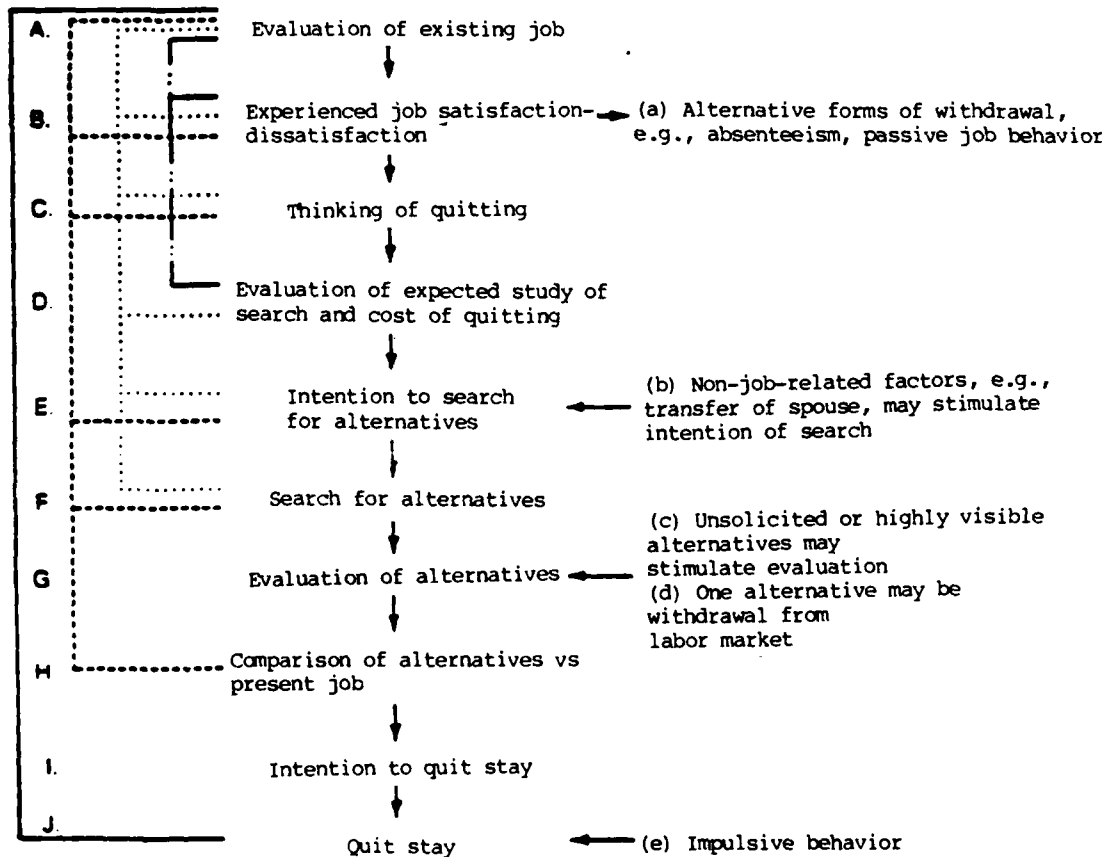 A. Evaluation of existing job
B. Experienced job satisfaction-
dissatisfaction
(a) Alternative forms of withdrawal,
e.g., absenteeism, passive job behavior
C. Thinking of quitting
D. Evaluation of expected study of
search and cost of quitting
E. Intention to search
for alternatives
(b) Non-job-related factors, e.g.,
transfer of spouse, may stimulate
intention of search
F Search for alternatives
G Evaluation of alternatives
(c) Unsolicited or highly visible
alternatives may
stimulate evaluation
(d) One alternative may be
withdrawal from
labor market
H Comparison of alternatives vs
present job
I. Intention to quit stay
J. Quit stay
(e) Impulsive behavior